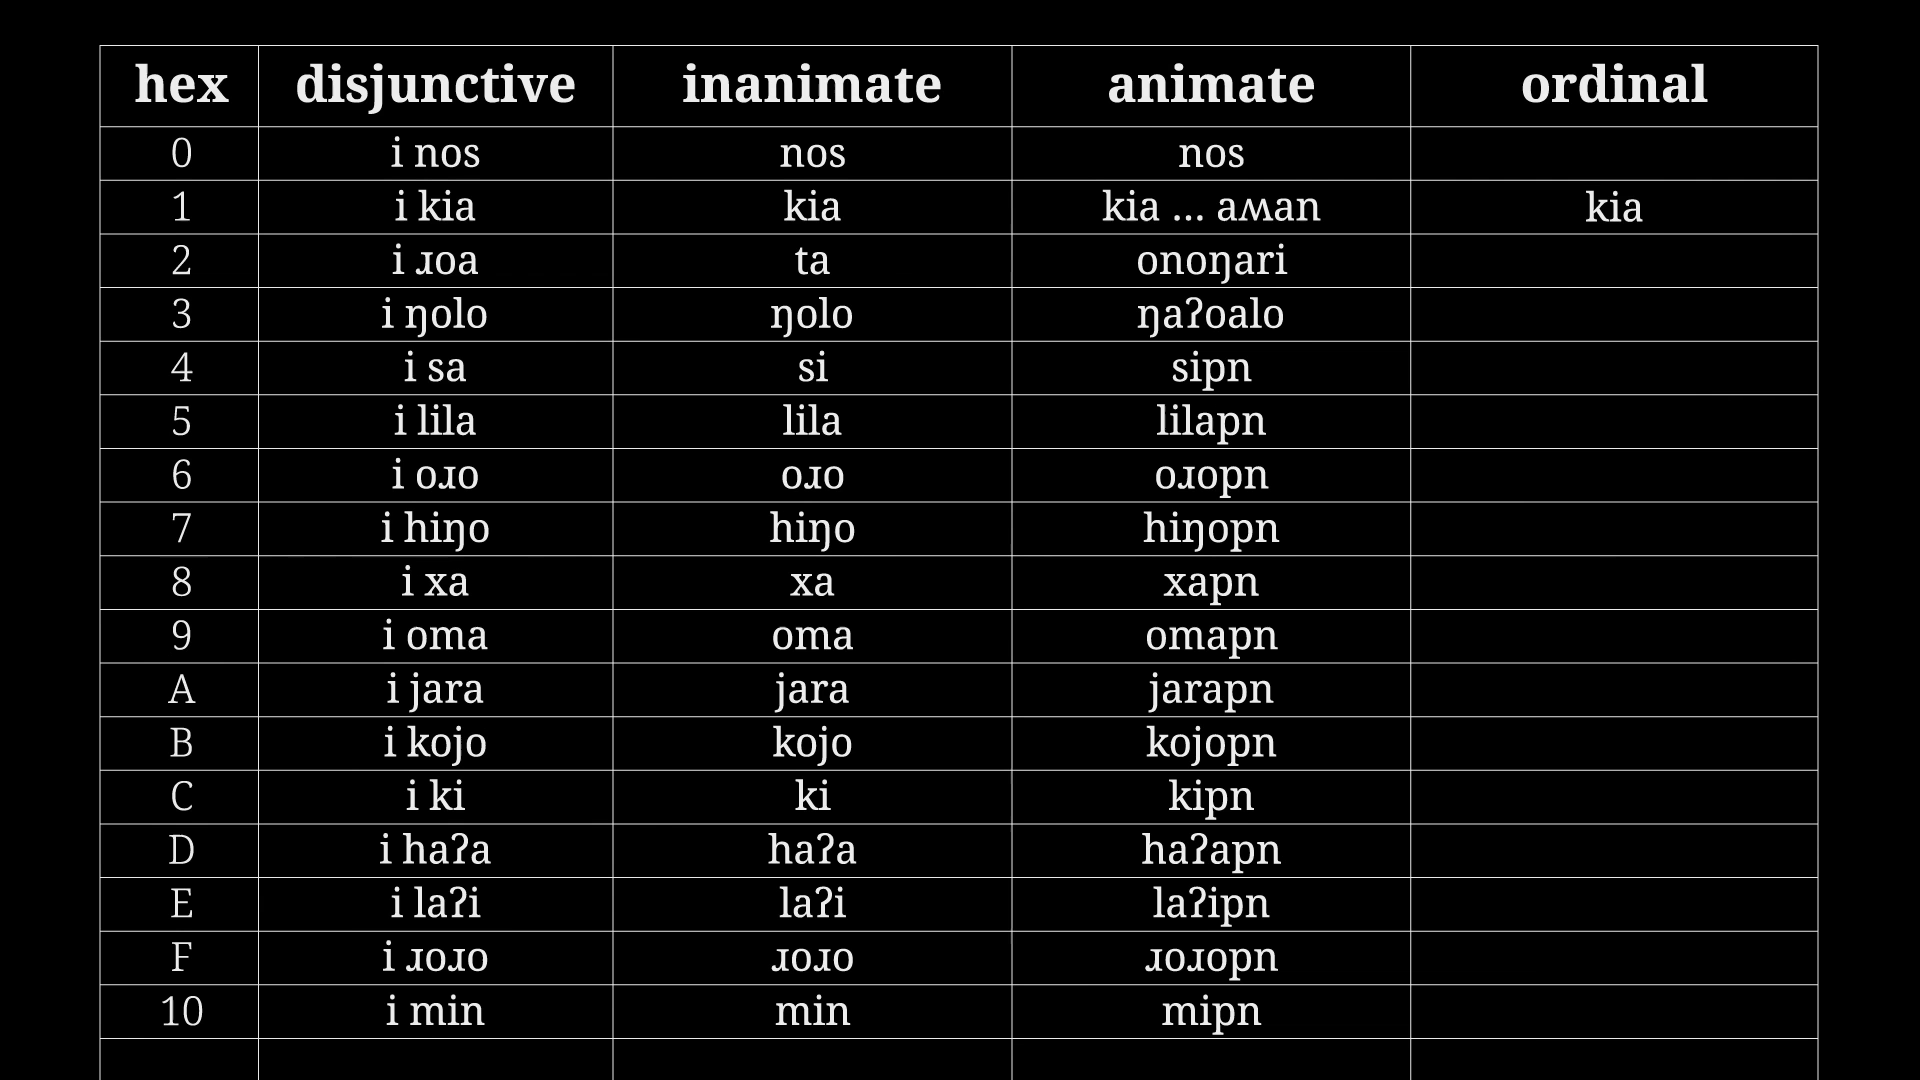 hex disjunctive inanimate animate ordinal
0 i nos nos nos
1 i kia kia kia ... aʍan kia
2 i ɹoa ta onoŋari
3 i ŋolo ŋolo ŋaʔoalo
4 i sa si sipn
5 i lila lila lilapn
6 i oɹo oɹo oɹopn
7 i hiŋo hiŋo hiŋopn
8 i xa xa xapn
9 i oma oma omapn
A i jara jara jarapn
B i kojo kojo kojopn
C i ki ki kipn
D i haʔa haʔa haʔapn
E i laʔi laʔi laʔipn
F i ɹoɹo ɹoɹo ɹoɹopn
10 i min min mipn